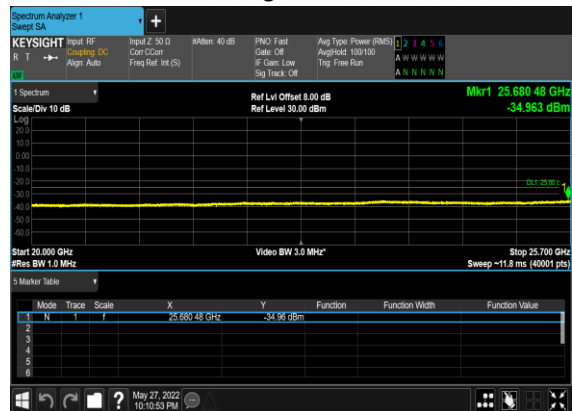 Spectrum Analyzer 1
Swept SA
+
KEYSIGHT Input: RF Input Z: 50 Ω #Atten: 40 dB PNO: Fast Avg Type: Power (RMS) 1 2 3 4 5 6
R T Coupling: DC Corr CCorr Gate: Off Avg|Hold: 100/100 A W W W W W
Align: Auto Freq Ref: Int (S) IF Gain: Low Trig: Free Run A N N N N N
Sig Track: Off
1 Spectrum Ref Lvl Offset 8.00 dB Mkr1 25.680 48 GHz
Scale/Div 10 dB Ref Level 30.00 dBm -34.963 dBm
Log
20.0
10.0
0.00
-10.0
-20.0
-30.0
-40.0
-50.0
-60.0
1
Start 20.000 GHz Video BW 3.0 MHz* Stop 25.700 GHz
#Res BW 1.0 MHz Sweep ~11.8 ms (40001 pts)
5 Marker Table
Mode Trace Scale X Y Function Function Width Function Value
1 N 1 f 25.680 48 GHz -34.96 dBm
2
3
4
5
6
? May 27, 2022
10:10:53 PM